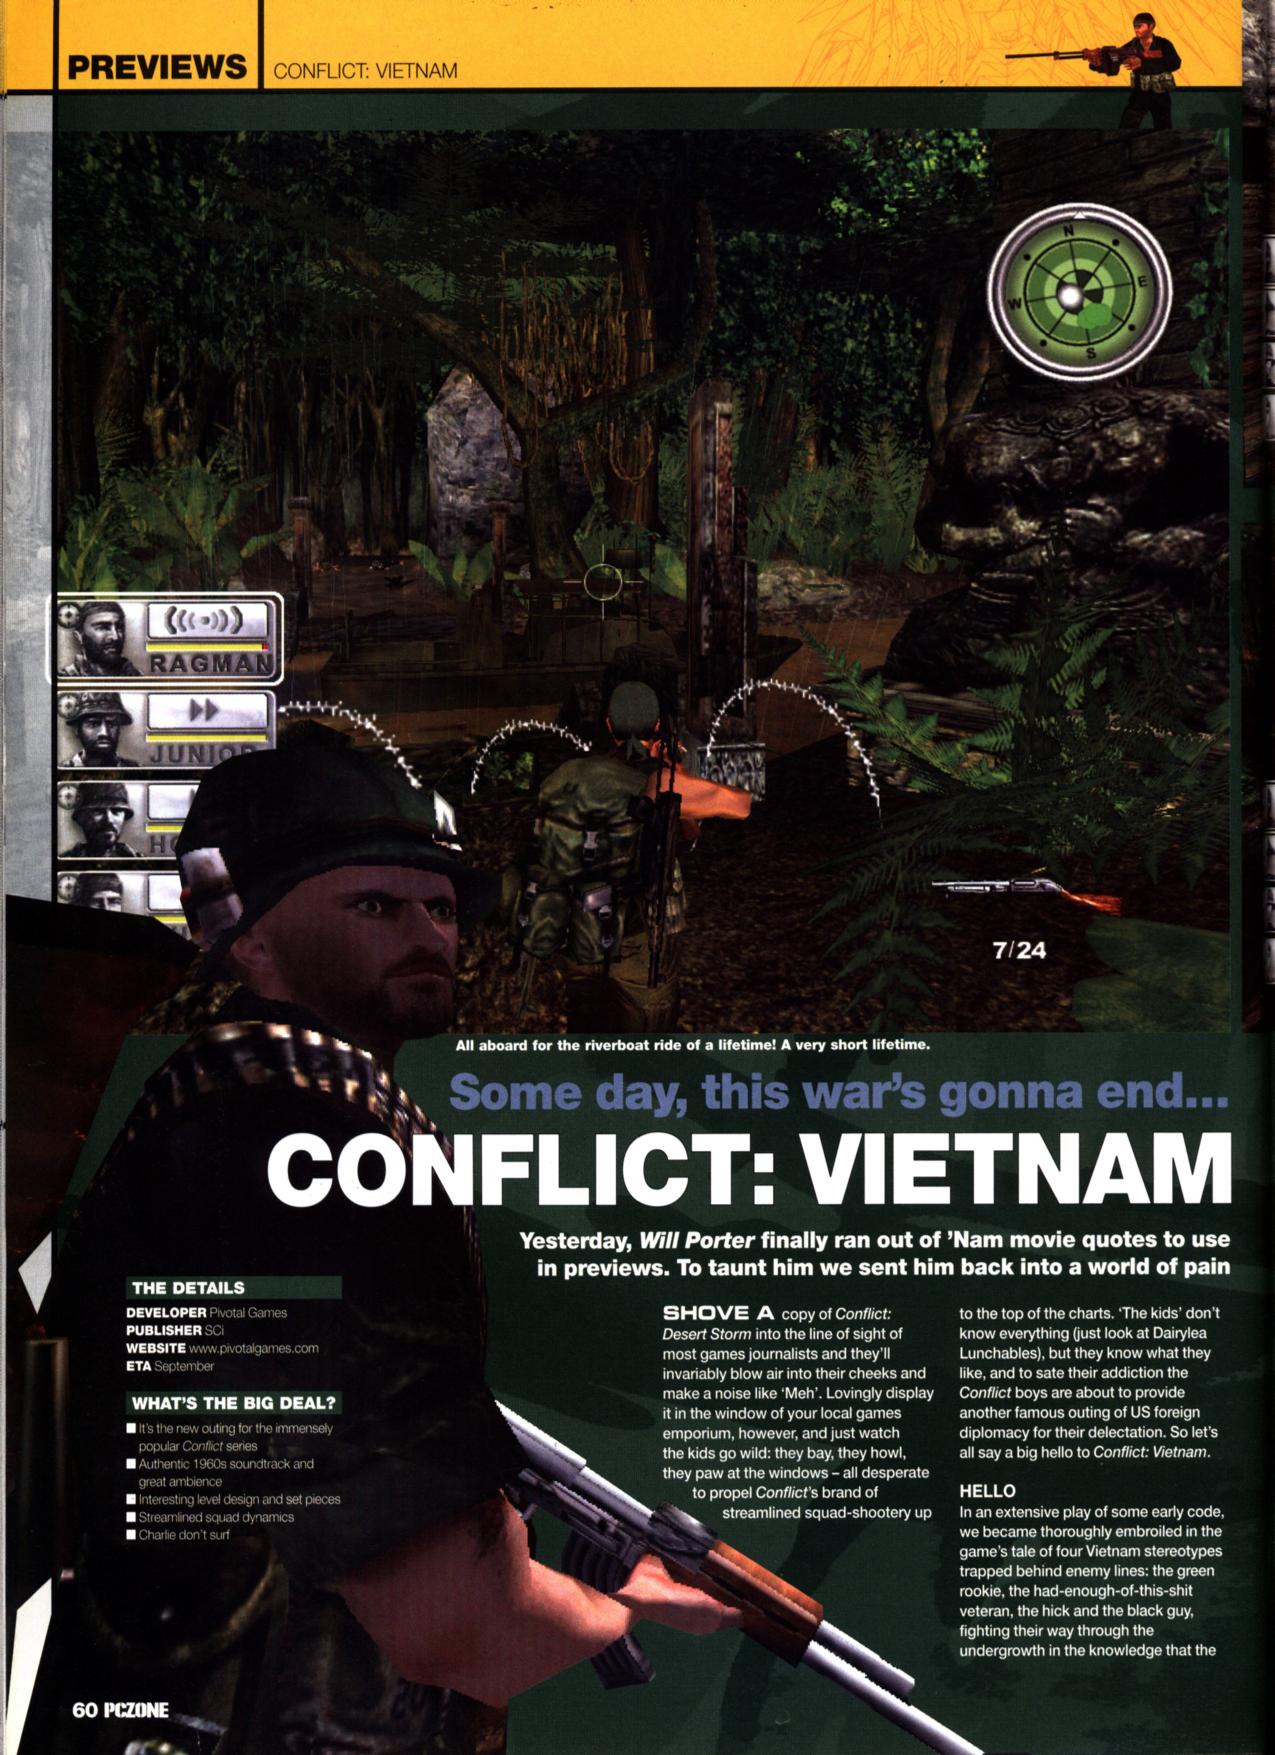 PREVIEWS
CONFLICT: VIETNAM
N
E
W
S
RAGMAN
JUNIOR
7/24
All aboard for the riverboat ride of a lifetime! A very short lifetime.
Some day, this war's gonna end...
CONFLICT: VIETNAM
Yesterday, Will Porter finally ran out of 'Nam movie quotes to use
in previews. To taunt him we sent him back into a world of pain
THE DETAILS
DEVELOPER Pivotal Games
PUBLISHER SCi
WEBSITE www.pivotalgames.com
ETA September
WHAT'S THE BIG DEAL?
■ It's the new outing for the immensely
popular Conflict series
■ Authentic 1960s soundtrack and
great ambience
■ Interesting level design and set pieces
■ Streamlined squad dynamics
■ Charlie don't surf
SHOVE A copy of Conflict:
Desert Storm into the line of sight of
most games journalists and they'll
invariably blow air into their cheeks and
make a noise like 'Meh'. Lovingly display
it in the window of your local games
emporium, however, and just watch
the kids go wild: they bay, they howl,
they paw at the windows – all desperate
to propel Conflict's brand of
streamlined squad-shootery up
to the top of the charts. 'The kids' don't
know everything (just look at Dairylea
Lunchables), but they know what they
like, and to sate their addiction the
Conflict boys are about to provide
another famous outing of US foreign
diplomacy for their delectation. So let's
all say a big hello to Conflict: Vietnam.
HELLO
In an extensive play of some early code,
we became thoroughly embroiled in the
game's tale of four Vietnam stereotypes
trapped behind enemy lines: the green
rookie, the had-enough-of-this-shit
veteran, the hick and the black guy,
fighting their way through the
undergrowth in the knowledge that the
60 PCZONE